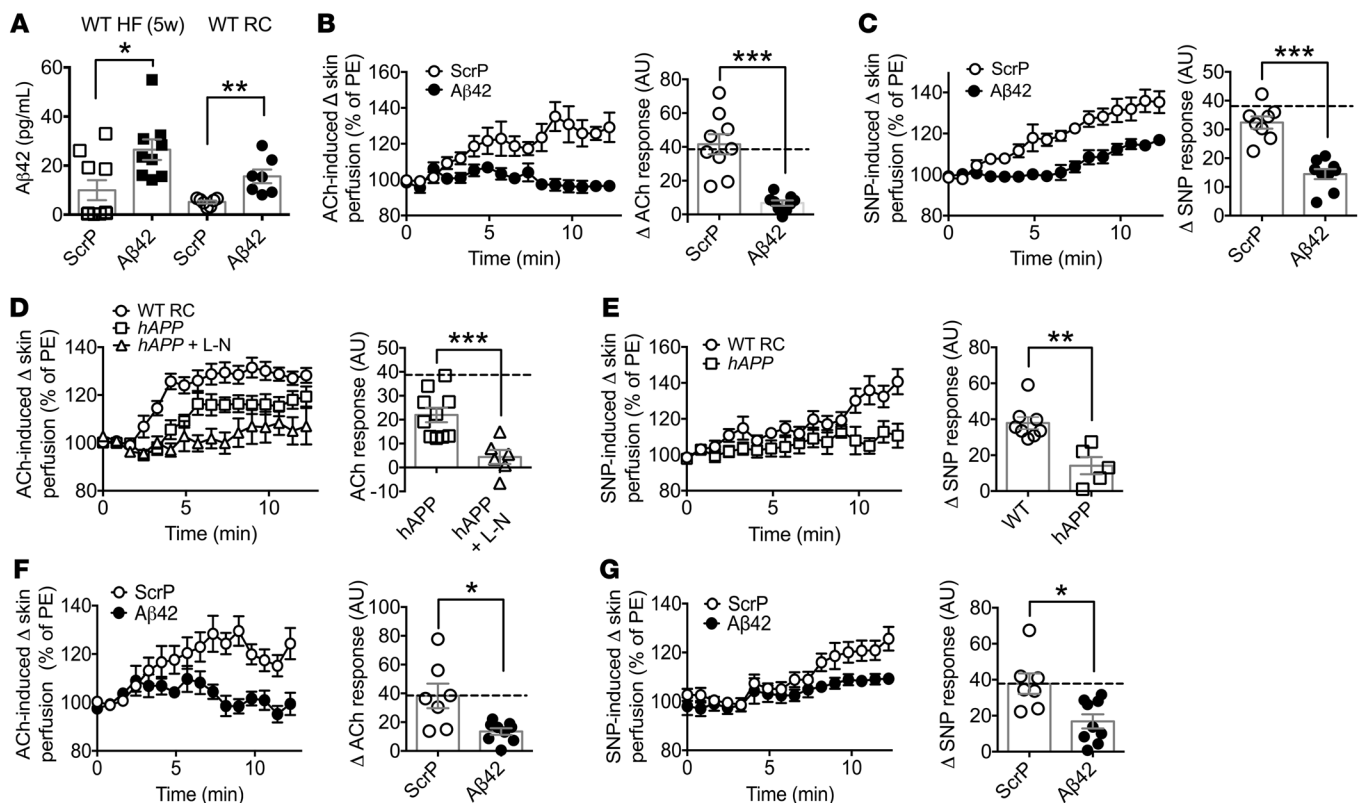 A
WT HF (5w) WT RC
* **
Aβ42 (pg/mL)
60
40
20
0
ScrP Aβ42 ScrP Aβ42
B
ACh-induced Δ skin
perfusion (% of PE)
ScrP
Aβ42
160
140
120
100
80
0 5 10
Time (min)
Δ ACh response (AU)
***
80
60
40
20
0
ScrP Aβ42
C
SNP-induced Δ skin
perfusion (% of PE)
ScrP
Aβ42
140
120
100
80
0 5 10
Time (min)
Δ SNP response (AU)
***
50
40
30
20
10
0
ScrP Aβ42
D
ACh-induced Δ skin
perfusion (% of PE)
WT RC
hAPP
hAPP + L-N
140
120
100
80
0 5 10
Time (min)
ACh response (AU)
***
50
40
30
20
10
0
-10
hAPP hAPP
+ L-N
E
SNP-induced Δ skin
perfusion (% of PE)
WT RC
hAPP
160
140
120
100
80
0 5 10
Time (min)
Δ SNP response (AU)
**
80
60
40
20
0
WT hAPP
F
ACh-induced Δ skin
perfusion (% of PE)
ScrP
Aβ42
140
120
100
80
0 5 10
Time (min)
Δ ACh response (AU)
*
100
80
60
40
20
0
ScrP Aβ42
G
SNP-induced Δ skin
perfusion (% of PE)
ScrP
Aβ42
140
120
100
80
0 5 10
Time (min)
Δ SNP response (AU)
*
80
60
40
20
0
ScrP Aβ42